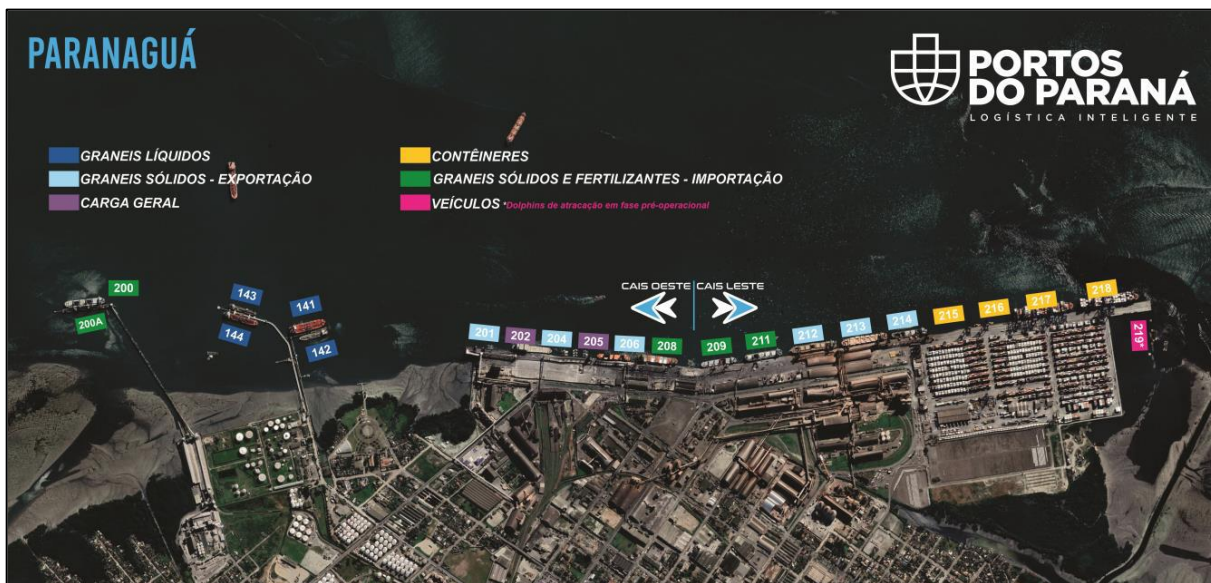 PARANAGUÁ
PORTOS
DO PARANÁ
LOGÍSTICA INTELIGENTE
GRANEIS LÍQUIDOS
GRANEIS SÓLIDOS - EXPORTAÇÃO
CARGA GERAL
CONTÊINERES
GRANEIS SÓLIDOS E FERTILIZANTES - IMPORTAÇÃO
VEÍCULOS *Dolphins de atracação em fase pré-operacional
200
200A
143
144
141
142
CAIS OESTE
CAIS LESTE
201
202
204
205
206
208
209
211
212
213
214
215
216
217
218
219*